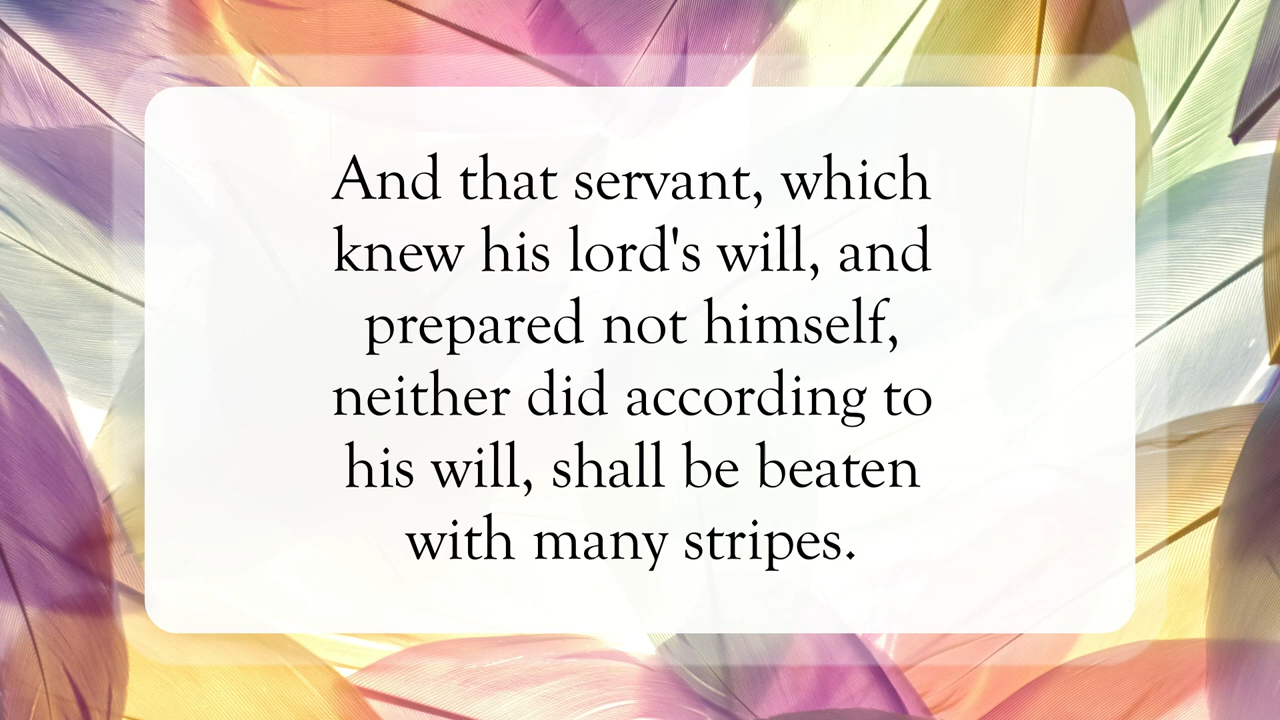 And that servant, which
knew his lord's will, and
prepared not himself,
neither did according to
his will, shall be beaten
with many stripes.